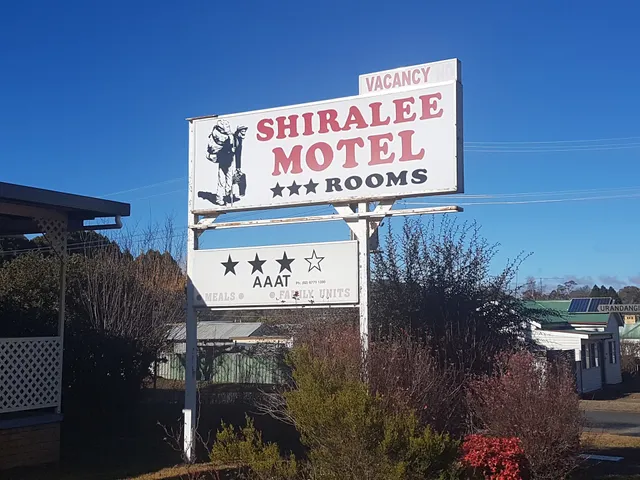 VACANCY
SHIRALEE
MOTEL
★★★ ROOMS
★ ★ ★ ☆
AAAT
MEALS • FAMILY UNITS